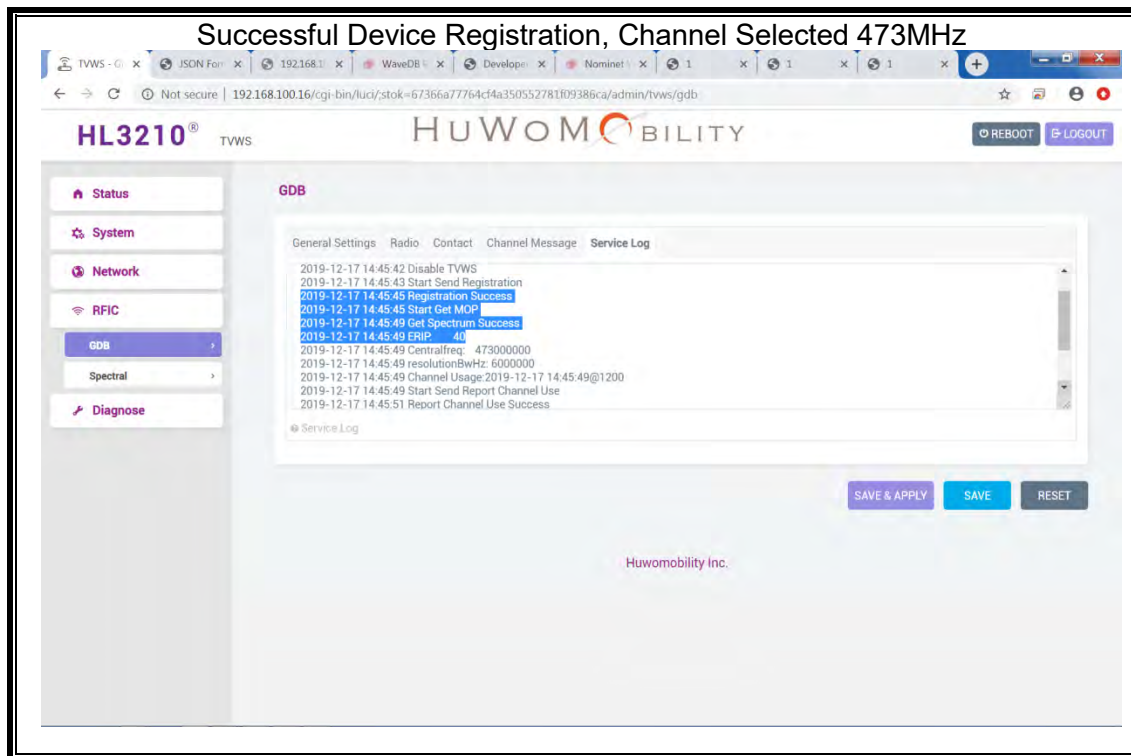 Successful Device Registration, Channel Selected 473MHz
TVWS - G
JSON For
192.168.1
WaveDB
Develope
Nominet
1
1
1
Not secure | 192.168.100.16/cgi-bin/luci/;stok=67366a77764cf4a350552781f09386ca/admin/tvws/gdb
HL3210® TVWS
HUWOMOBILITY
REBOOT
LOGOUT
Status
System
Network
RFIC
GDB
Spectral
Diagnose
GDB
General Settings Radio Contact Channel Message Service Log
2019-12-17 14:45:42 Disable TVWS
2019-12-17 14:45:43 Start Send Registration
2019-12-17 14:45:45 Registration Success
2019-12-17 14:45:45 Start Get MOP
2019-12-17 14:45:49 Get Spectrum Success
2019-12-17 14:45:49 ERIP: 40
2019-12-17 14:45:49 Centralfreq: 473000000
2019-12-17 14:45:49 resolutionBwHz: 6000000
2019-12-17 14:45:49 Channel Usage:2019-12-17 14:45:49@1200
2019-12-17 14:45:49 Start Send Report Channel Use
2019-12-17 14:45:51 Report Channel Use Success
Service Log
SAVE & APPLY
SAVE
RESET
Huwomobility Inc.